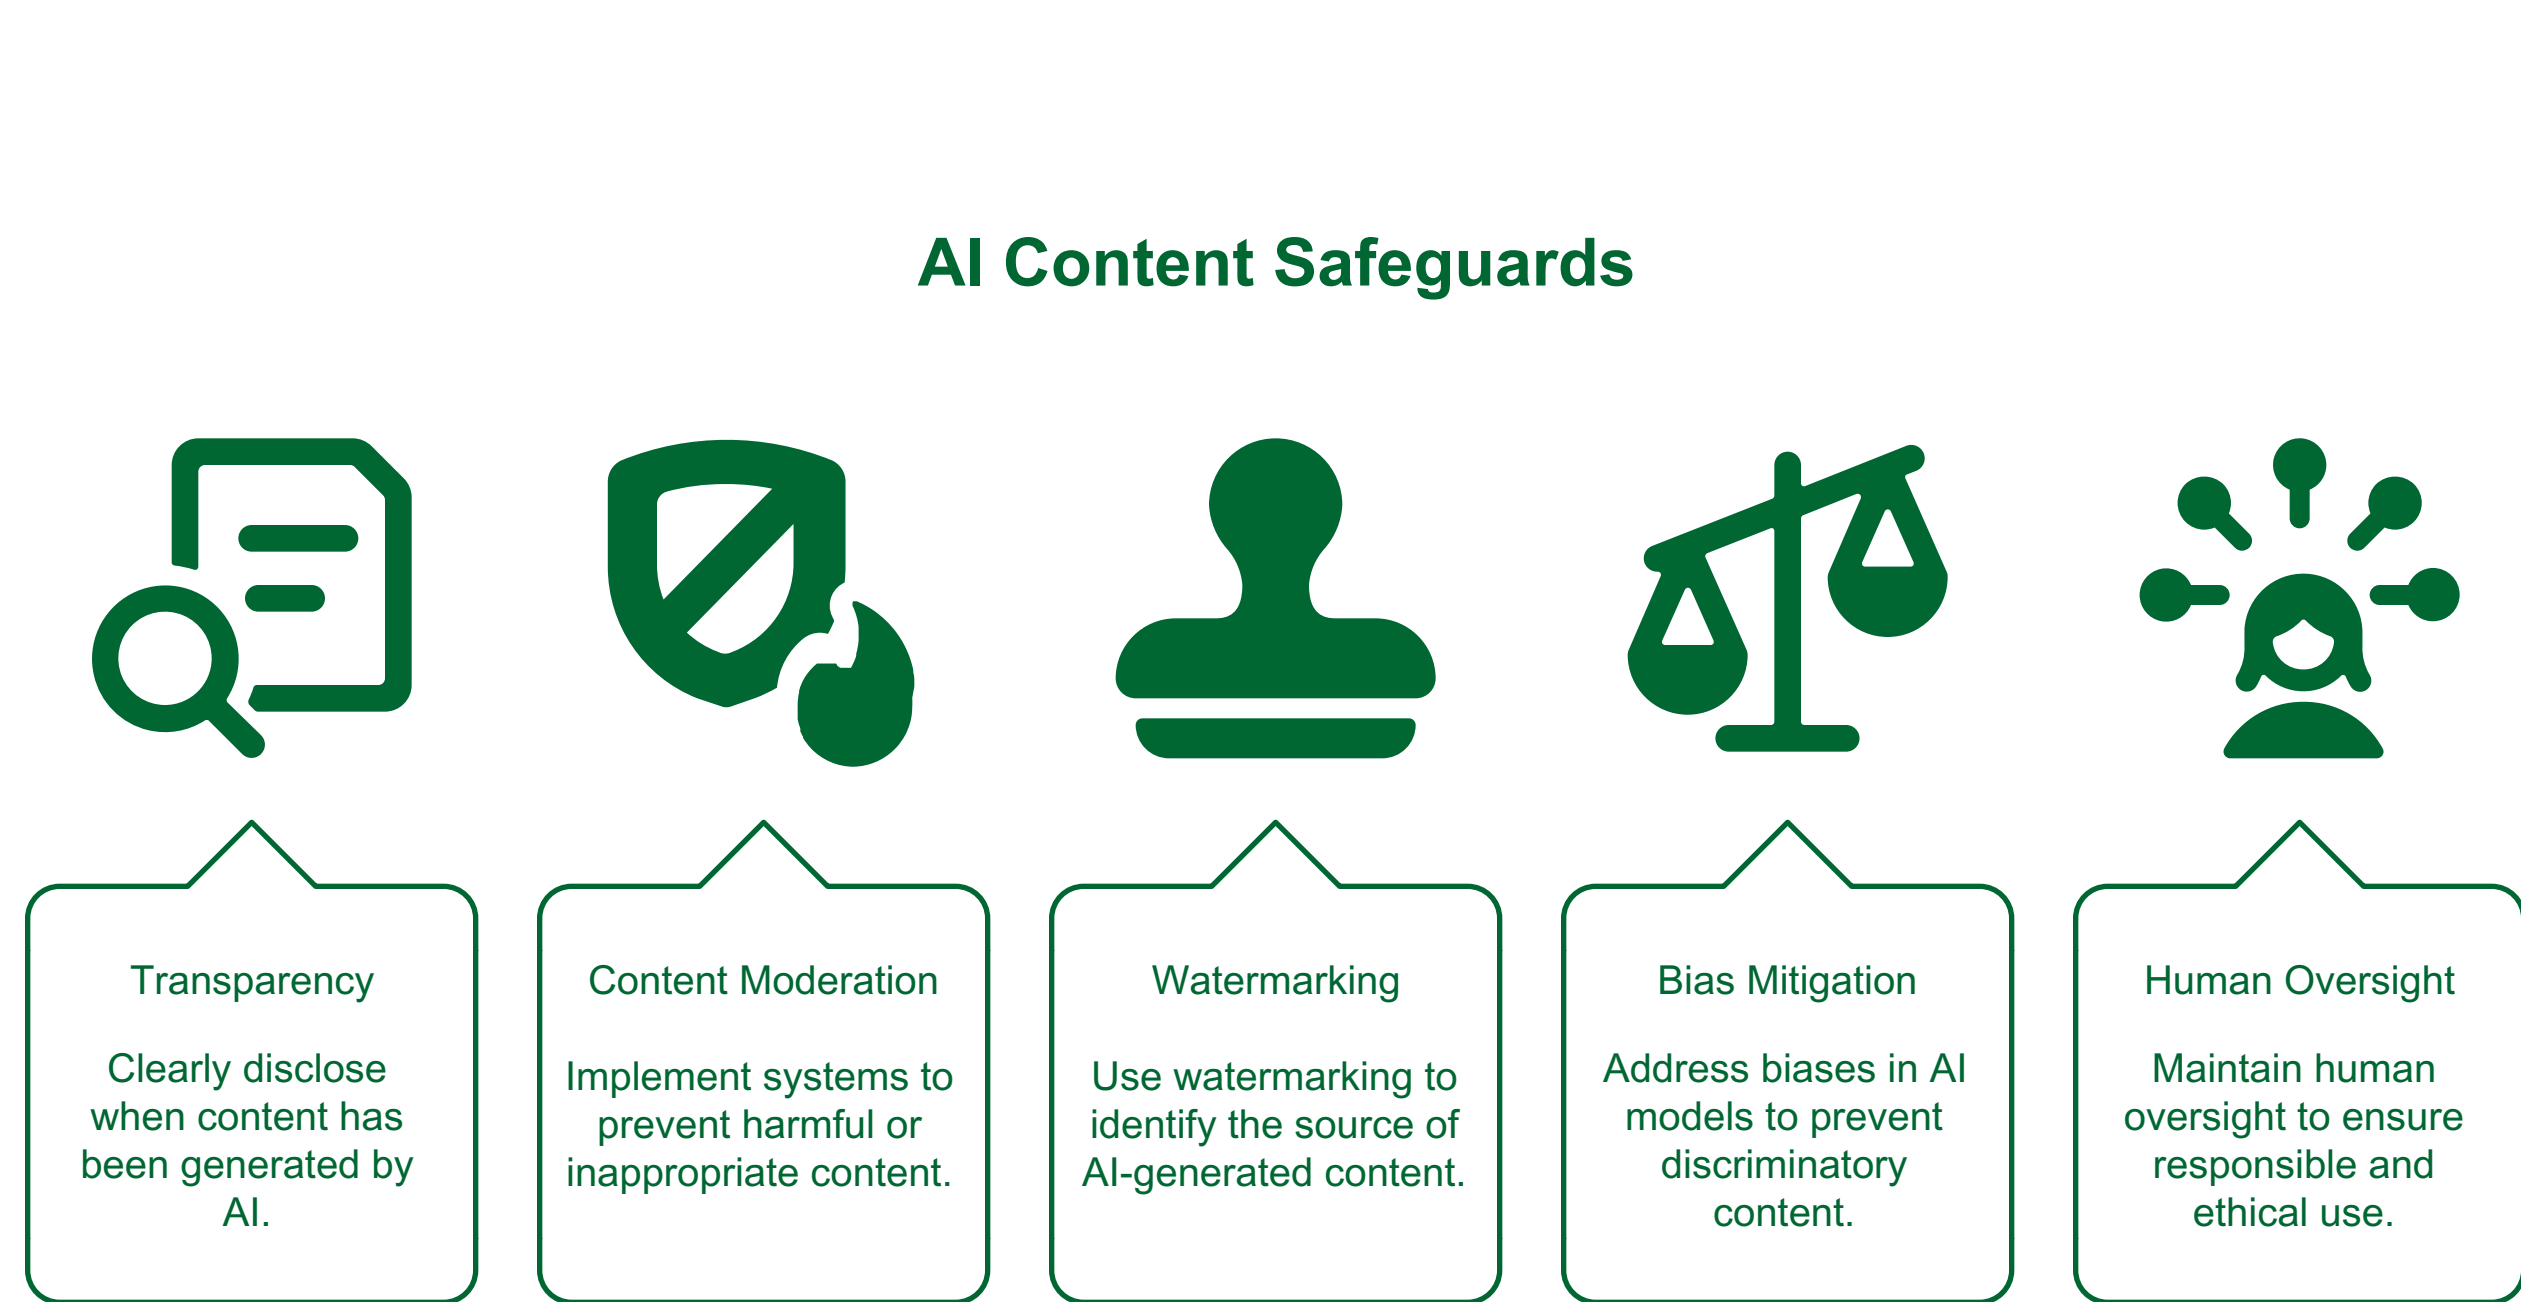 AI Content Safeguards
Transparency
Clearly disclose
when content has
been generated by
AI.
Content Moderation
Implement systems to
prevent harmful or
inappropriate content.
Watermarking
Use watermarking to
identify the source of
AI-generated content.
Bias Mitigation
Address biases in AI
models to prevent
discriminatory
content.
Human Oversight
Maintain human
oversight to ensure
responsible and
ethical use.